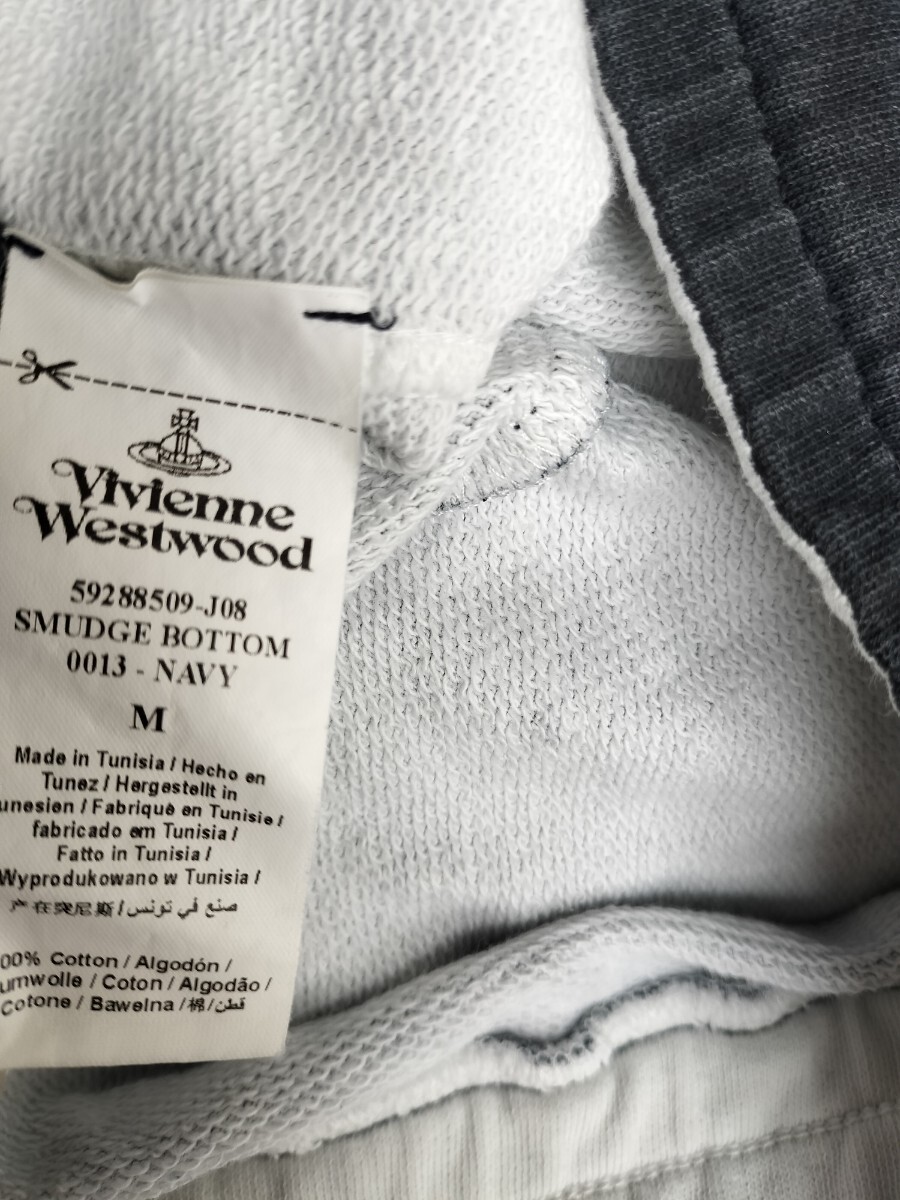 Vivienne
Westwood
59288509-J08
SMUDGE BOTTOM
0013 - NAVY
M
Made in Tunisia / Hecho en
Tunez / Hergestellt in
unesien / Fabriqué en Tunisie /
fabricado em Tunisia /
Fatto in Tunisia /
Wyprodukowano w Tunisia /
产在突尼斯 / صنع في تونس
00% Cotton / Algodón /
umwolle / Coton / Algodão /
Cotone / Bawelna / 棉 / قطن